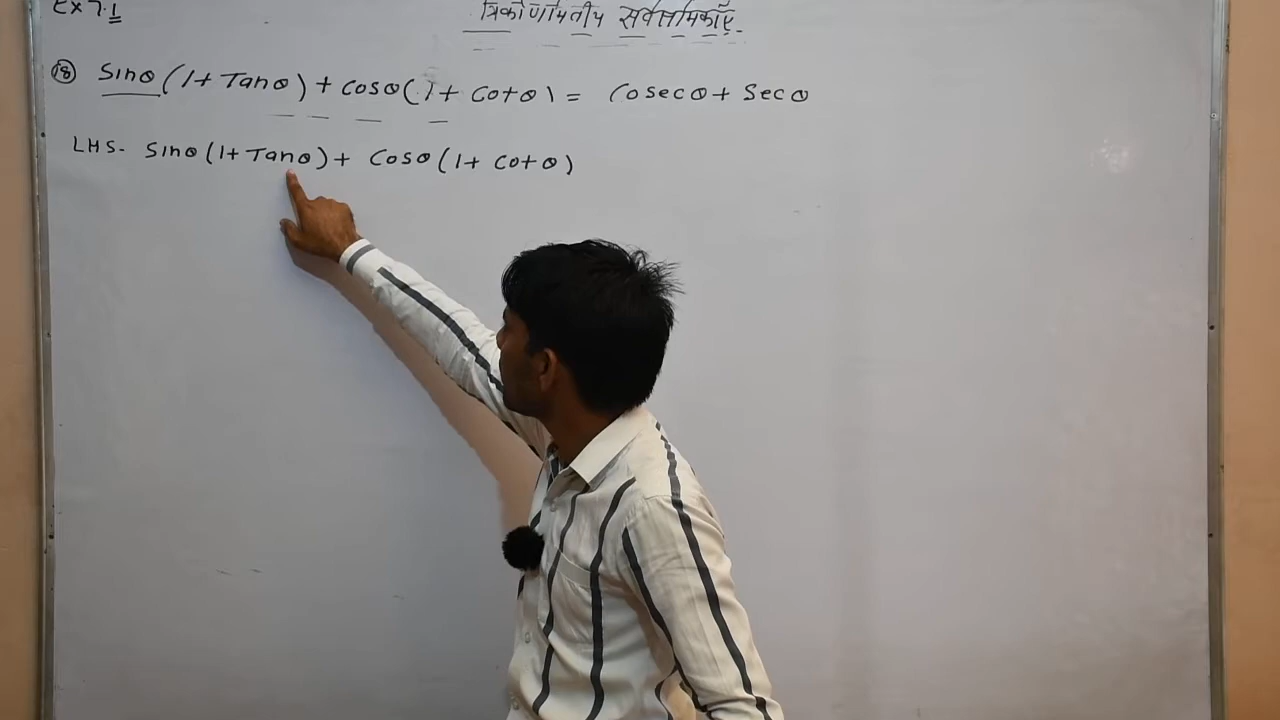 Ex 7.1
त्रिकोणमितीय सर्वसमिकाएँ
(18) Sinθ (1+ Tanθ) + Cosθ (1+ Cotθ) = Cosecθ + Secθ
LHS- Sinθ (1+ Tanθ) + Cosθ (1+ Cotθ)